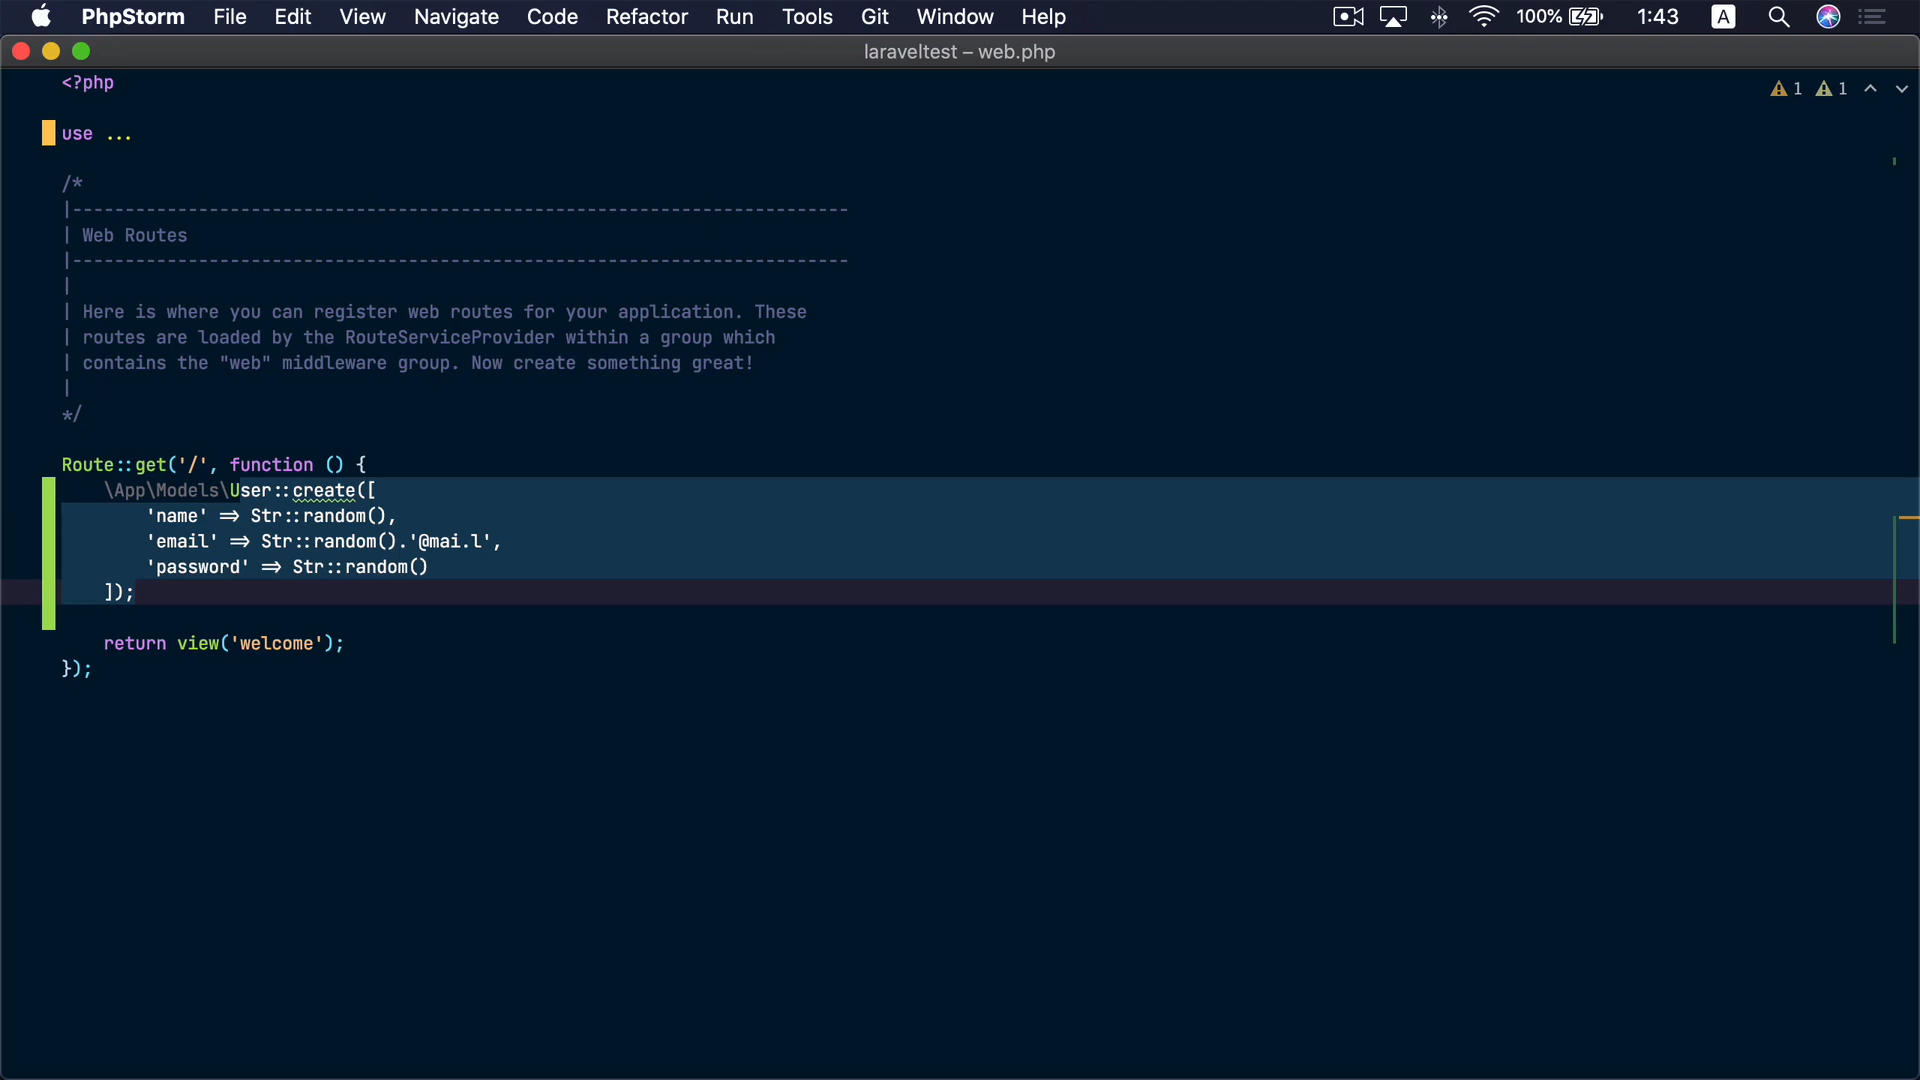 PhpStorm File Edit View Navigate Code Refactor Run Tools Git Window Help 100% 1:43 A
laraveltest – web.php
<?php
1 1
use ...
/*
|--------------------------------------------------------------------------
| Web Routes
|--------------------------------------------------------------------------
|
| Here is where you can register web routes for your application. These
| routes are loaded by the RouteServiceProvider within a group which
| contains the "web" middleware group. Now create something great!
|
*/
Route::get('/', function () {
\App\Models\User::create([
'name' => Str::random(),
'email' => Str::random().'@mai.l',
'password' => Str::random()
]);
return view('welcome');
});